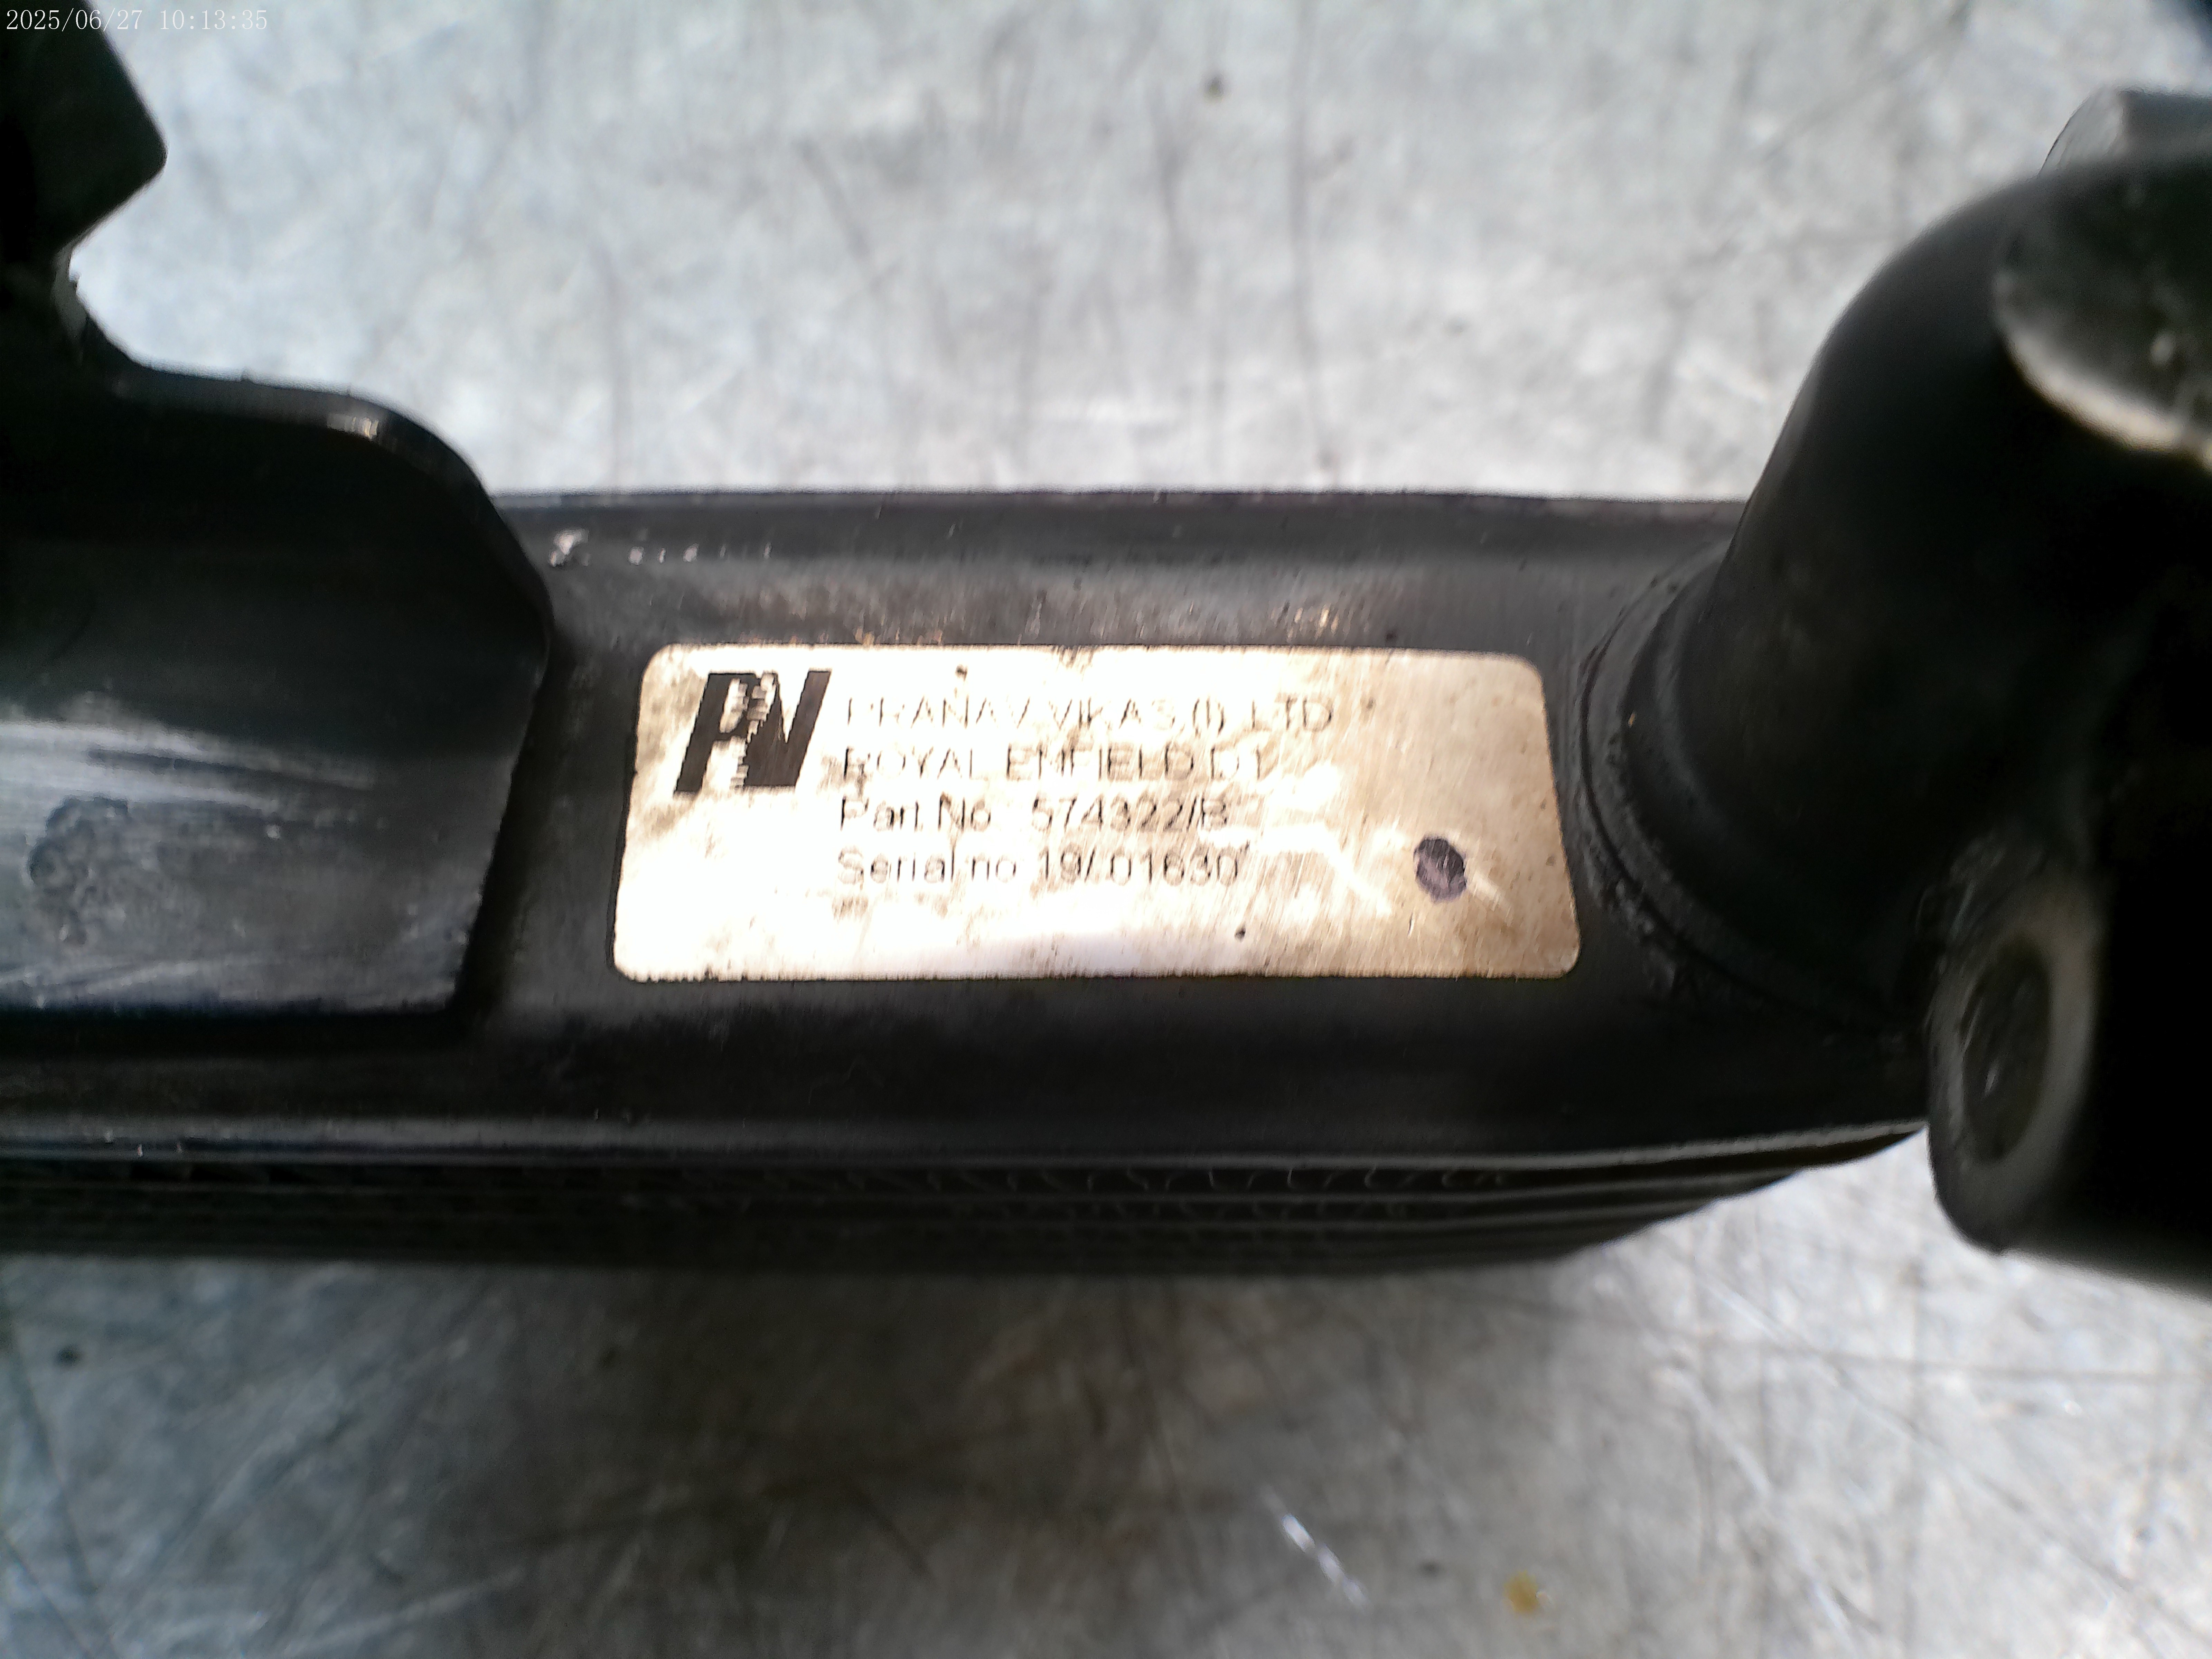 2025/06/27 10:13:35
PV
PRANAV VIKAS (I) LTD
ROYAL ENFIELD D1
Part No 574322/B
Serial no 19/ 01630